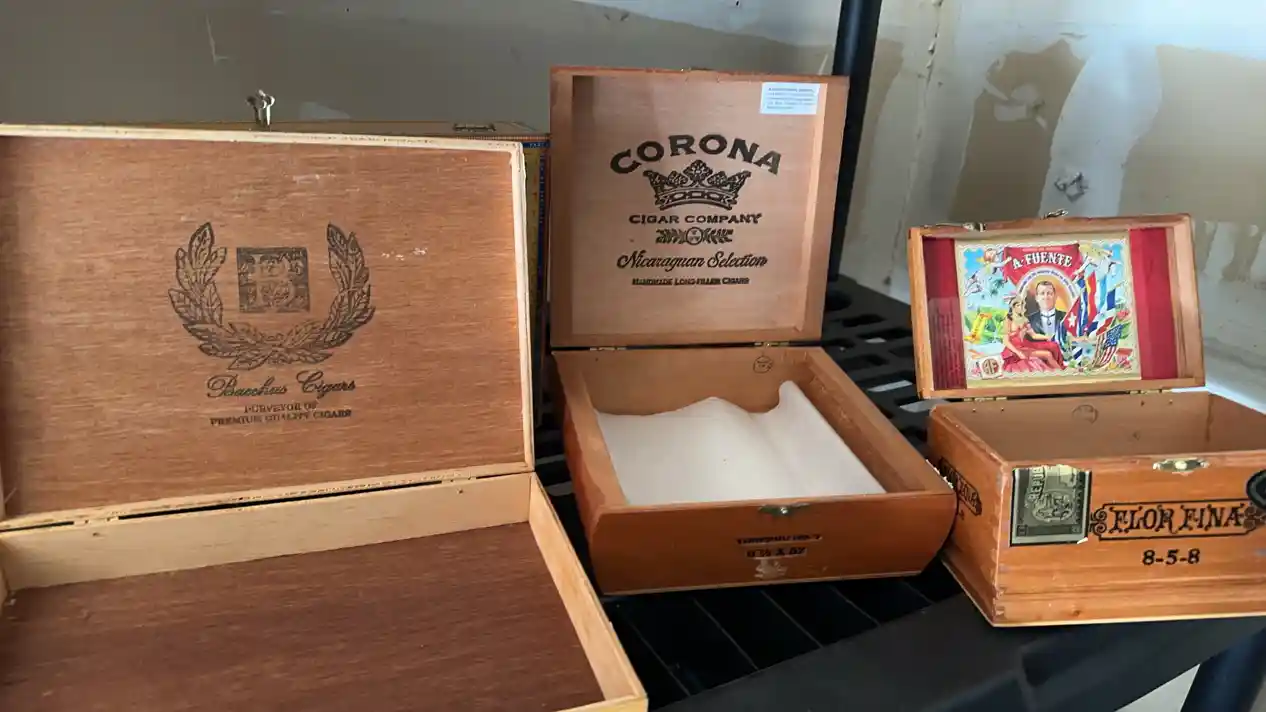 Bacchus Cigars
PURVEYOR OF
PREMIUM QUALITY CIGARS
CORONA
CIGAR COMPANY
Nicaraguan Selection
HANDMADE LONG-FILLER CIGARS
A. FUENTE
FLOR FINA
8-5-8